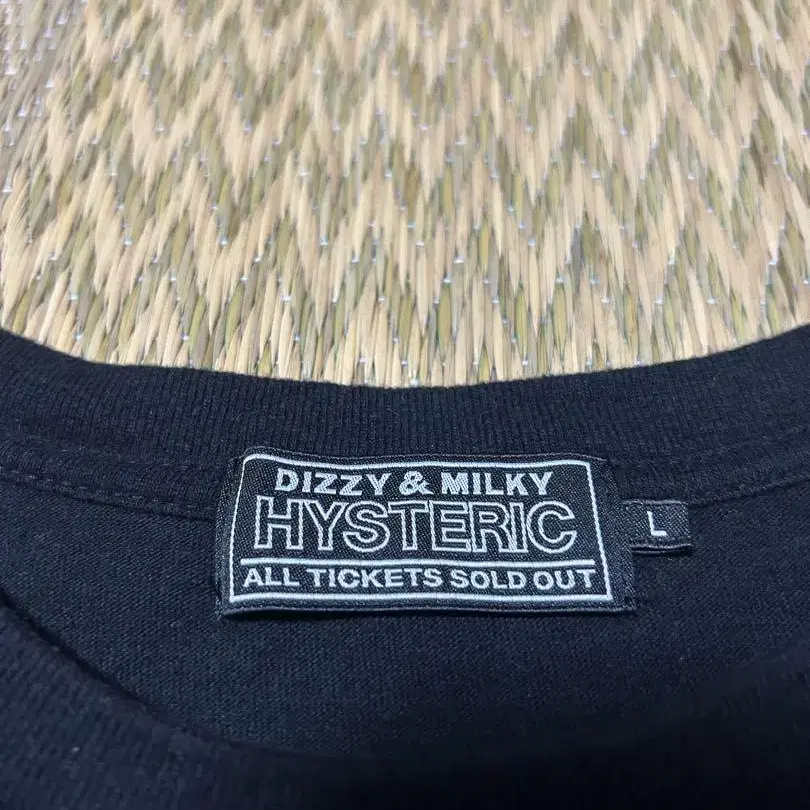 DIZZY & MILKY
HYSTERIC
ALL TICKETS SOLD OUT
L